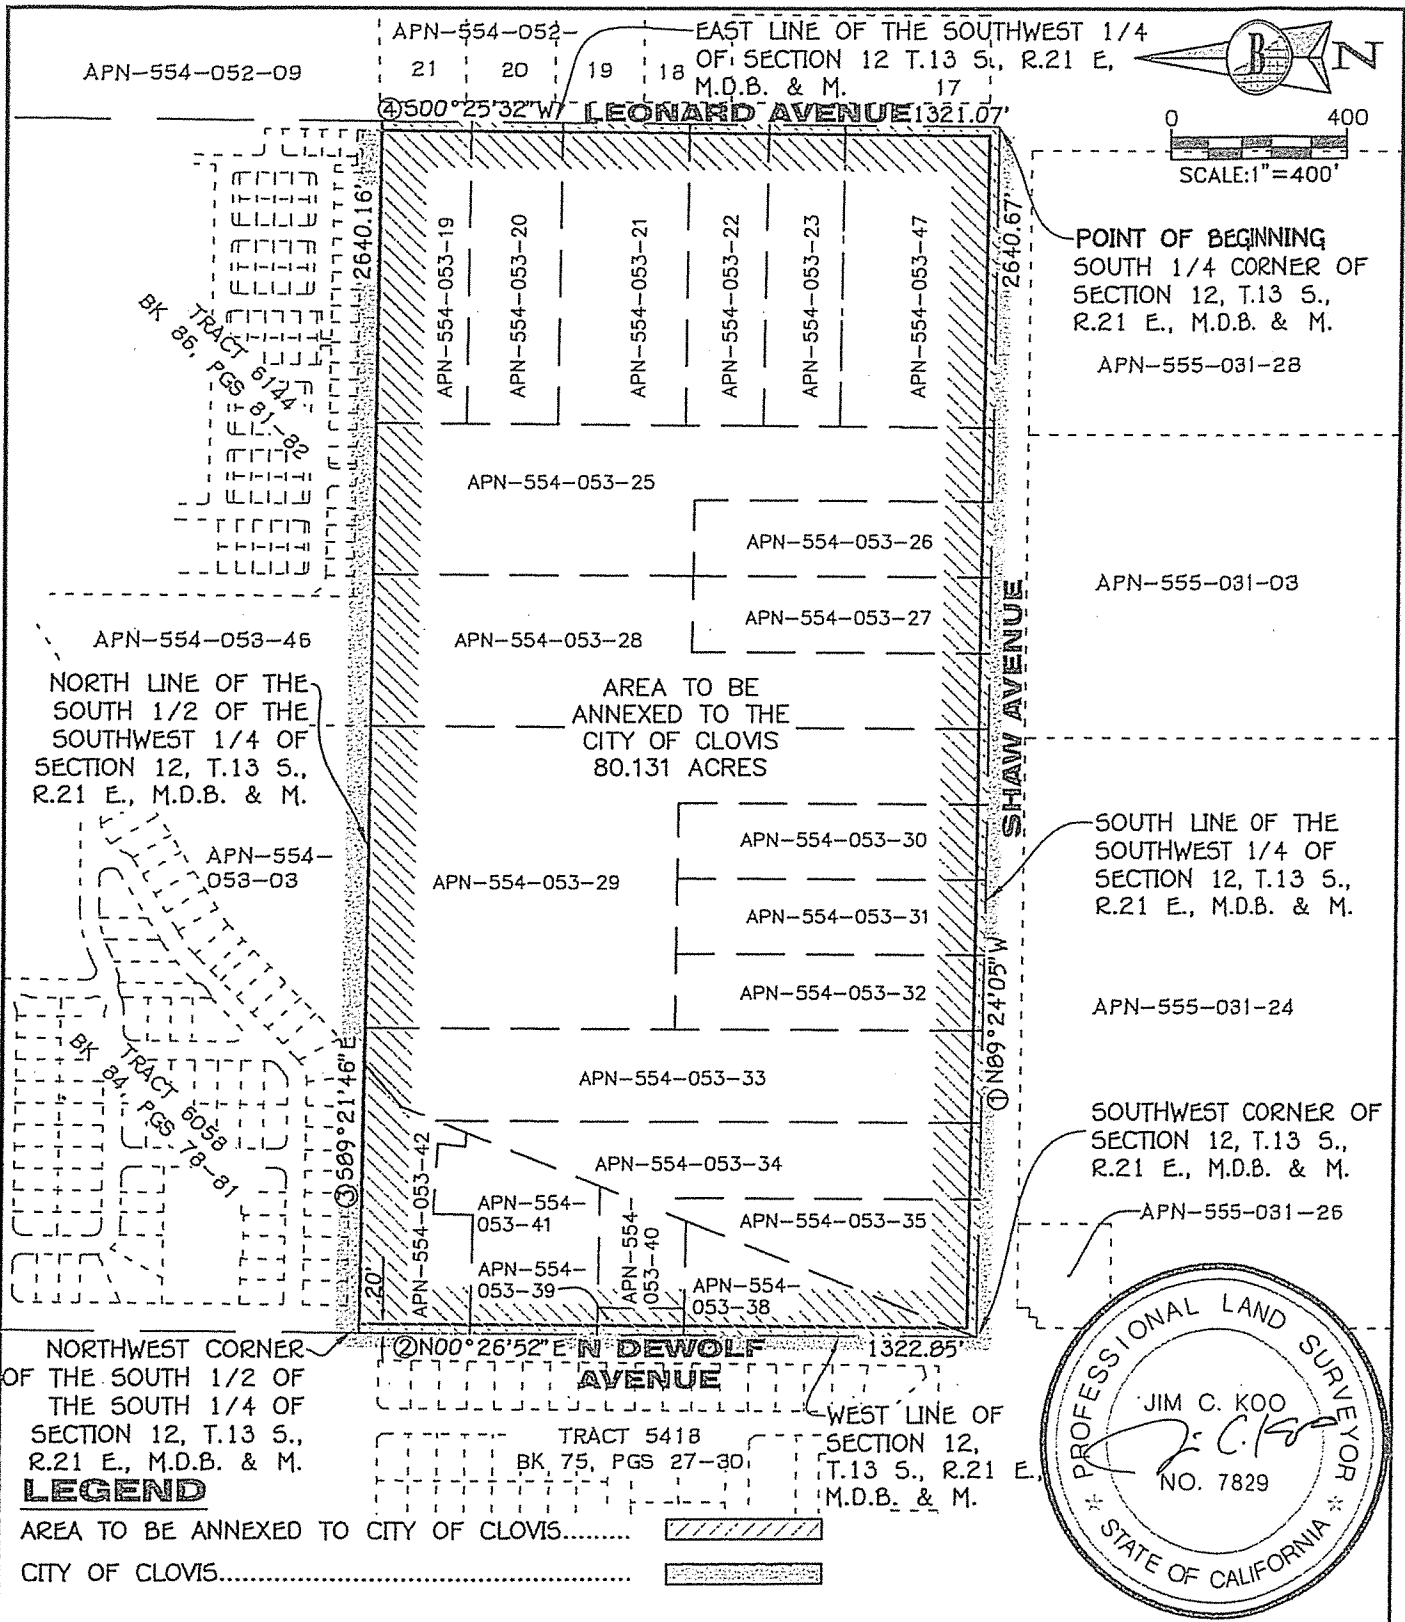 APN-554-052-
APN-554-052-09
21
20
19
18
17
EAST LINE OF THE SOUTHWEST 1/4
OF SECTION 12 T.13 S., R.21 E,
M.D.B. & M.
B
N
④S00°25'32"W
LEONARD AVENUE
1321.07'
0
400
SCALE:1"=400'
2640.16'
2640.67'
POINT OF BEGINNING
SOUTH 1/4 CORNER OF
SECTION 12, T.13 S.,
R.21 E., M.D.B. & M.
APN-555-031-28
TRACT 6144
BK 86, PGS 81-82
APN-554-053-19
APN-554-053-20
APN-554-053-21
APN-554-053-22
APN-554-053-23
APN-554-053-47
APN-554-053-25
APN-554-053-26
APN-554-053-27
APN-554-053-28
APN-555-031-03
APN-554-053-46
SHAW AVENUE
NORTH LINE OF THE
SOUTH 1/2 OF THE
SOUTHWEST 1/4 OF
SECTION 12, T.13 S.,
R.21 E., M.D.B. & M.
AREA TO BE
ANNEXED TO THE
CITY OF CLOVIS
80.131 ACRES
APN-554-
053-03
APN-554-053-29
APN-554-053-30
APN-554-053-31
APN-554-053-32
SOUTH LINE OF THE
SOUTHWEST 1/4 OF
SECTION 12, T.13 S.,
R.21 E., M.D.B. & M.
①N89°24'05"W
APN-555-031-24
TRACT 6058
BK 84, PGS 78-81
③S89°21'46"E
APN-554-053-33
APN-554-053-42
APN-554-053-34
APN-554-
053-41
APN-554-
053-40
APN-554-053-35
APN-554-
053-39
APN-554-
053-38
20'
SOUTHWEST CORNER OF
SECTION 12, T.13 S.,
R.21 E., M.D.B. & M.
APN-555-031-26
NORTHWEST CORNER
OF THE SOUTH 1/2 OF
THE SOUTH 1/4 OF
SECTION 12, T.13 S.,
R.21 E., M.D.B. & M.
②N00°26'52"E
N DEWOLF
AVENUE
1322.85'
TRACT 5418
BK 75, PGS 27-30
WEST LINE OF
SECTION 12,
T.13 S., R.21 E.,
M.D.B. & M.
PROFESSIONAL LAND SURVEYOR
JIM C. KOO
NO. 7829
STATE OF CALIFORNIA
LEGEND
AREA TO BE ANNEXED TO CITY OF CLOVIS.........
CITY OF CLOVIS....................................................